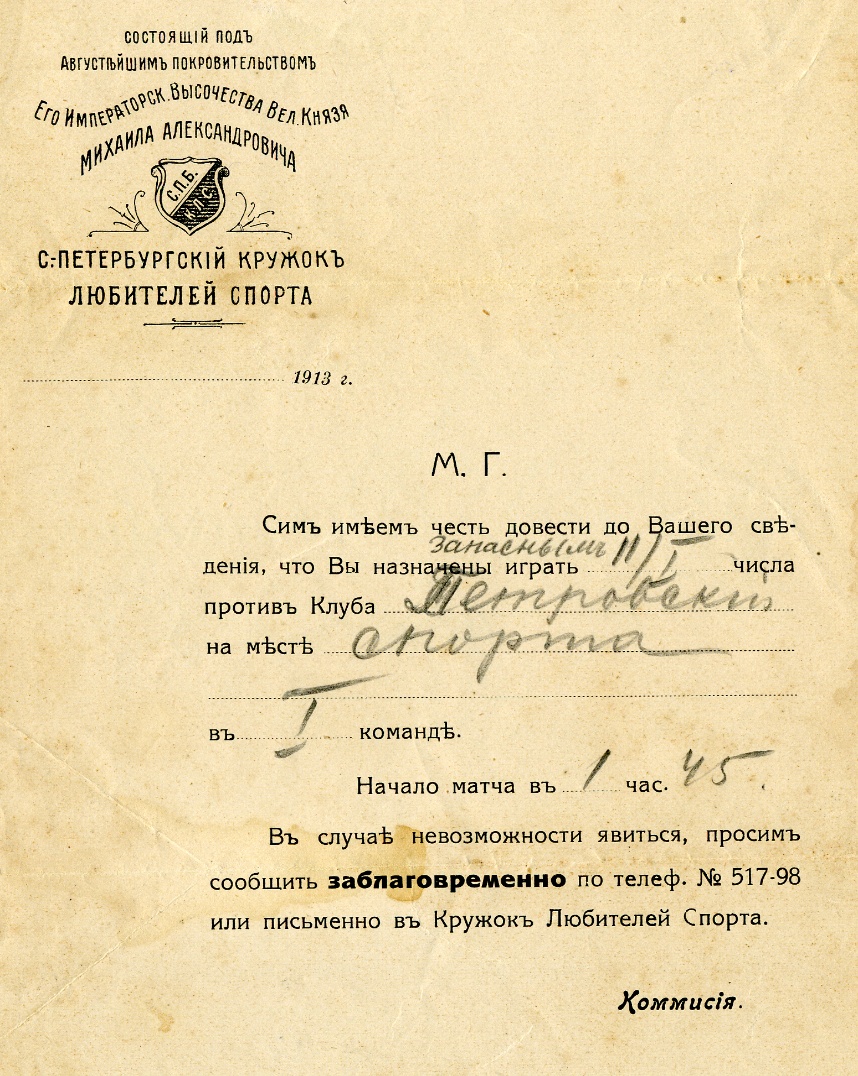 СОСТОЯЩІЙ ПОДЪ
АВГУСТѢЙШИМЪ ПОКРОВИТЕЛЬСТВОМЪ
ЕГО ИМПЕРАТОРСК. ВЫСОЧЕСТВА ВЕЛ. КНЯЗЯ
МИХАИЛА АЛЕКСАНДРОВИЧА
С.П.Б.
К.Л.С.
С.-ПЕТЕРБУРГСКІЙ КРУЖОКЪ
ЛЮБИТЕЛЕЙ СПОРТА
1913 г.
М. Г.
Симъ имѣемъ честь довести до Вашего свѣ-
Запаснымъ
денія, что Вы назначены играть 11/I числа
противъ Клуба Петровскій
на мѣстѣ спорта
въ I командѣ.
Начало матча въ 1 час. 45
Въ случаѣ невозможности явиться, просимъ
сообщить заблаговременно по телеф. № 517-98
или письменно въ Кружокъ Любителей Спорта.
Коммисія.